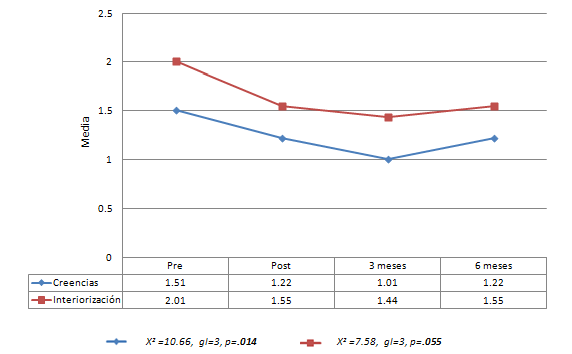 2.5
2
1.5
1
0.5
0
Media
Pre Post 3 meses 6 meses
Creencias 1.51 1.22 1.01 1.22
Interiorización 2.01 1.55 1.44 1.55
X² =10.66, gl=3, p=.014 X² =7.58, gl=3, p=.055